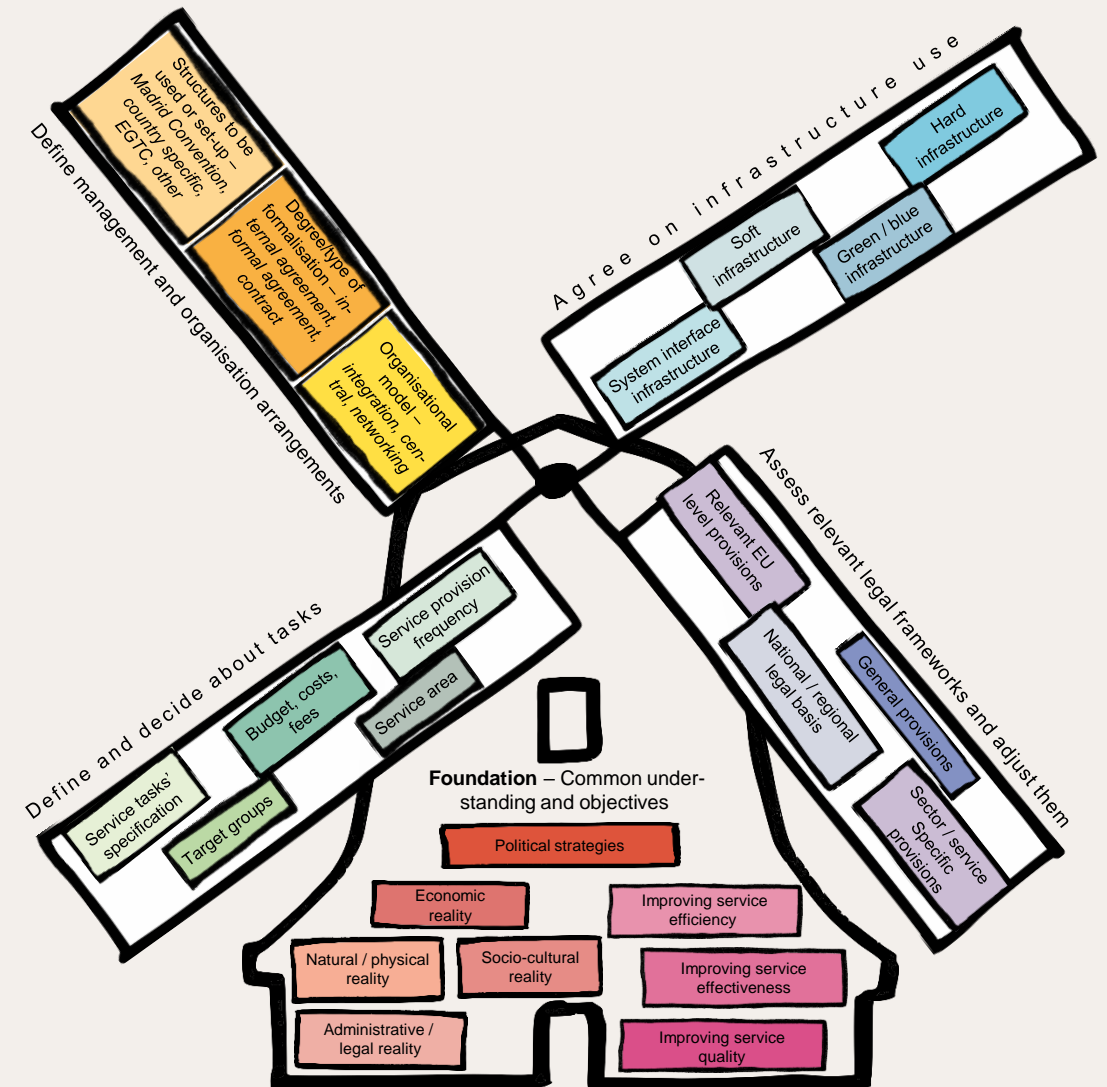 Define management and organisation arrangements
Structures to be
used or set-up –
Madrid Convention,
country specific,
EGTC, other
Degree/type of
formalisation – in-
ternal agreement,
formal agreement,
contract
Organisational
model –
integration, cen-
tral, networking
Agree on infrastructure use
Hard
infrastructure
Soft
infrastructure
Green / blue
infrastructure
System interface
infrastructure
Assess relevant legal frameworks and adjust them
Relevant EU
level provisions
National / regional
legal basis
General provisions
Sector / service
Specific
provisions
Define and decide about tasks
Service provision
frequency
Service area
Budget, costs,
fees
Service tasks’
specification
Target groups
Foundation – Common under-
standing and objectives
Political strategies
Economic
reality
Improving service
efficiency
Natural / physical
reality
Socio-cultural
reality
Improving service
effectiveness
Administrative /
legal reality
Improving service
quality